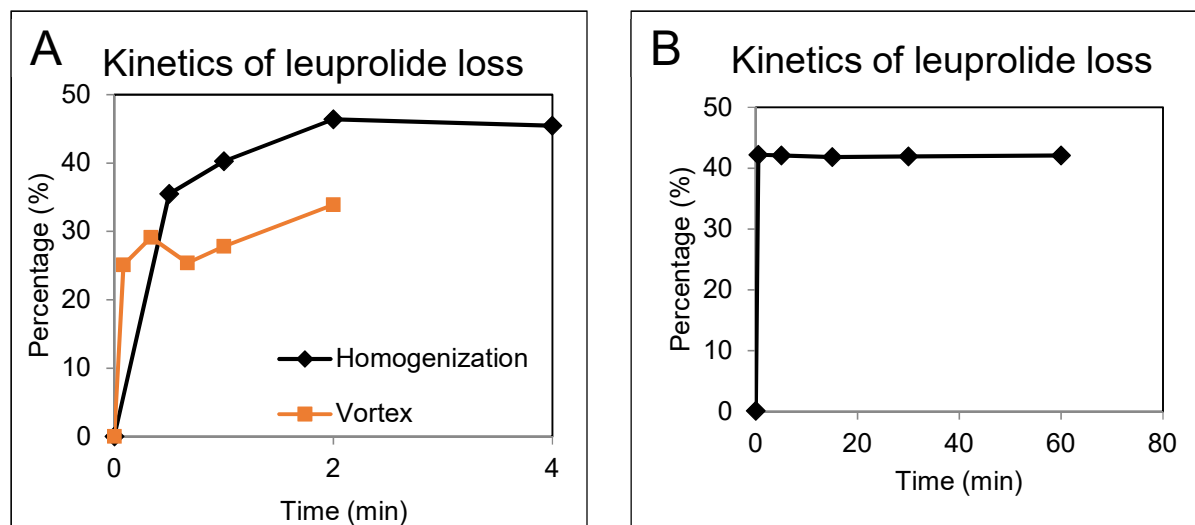 A
Kinetics of leuprolide loss
50
40
30
20
10
0
Percentage (%)
Homogenization
Vortex
0
2
4
Time (min)
B
Kinetics of leuprolide loss
50
40
30
20
10
0
Percentage (%)
0
20
40
60
80
Time (min)